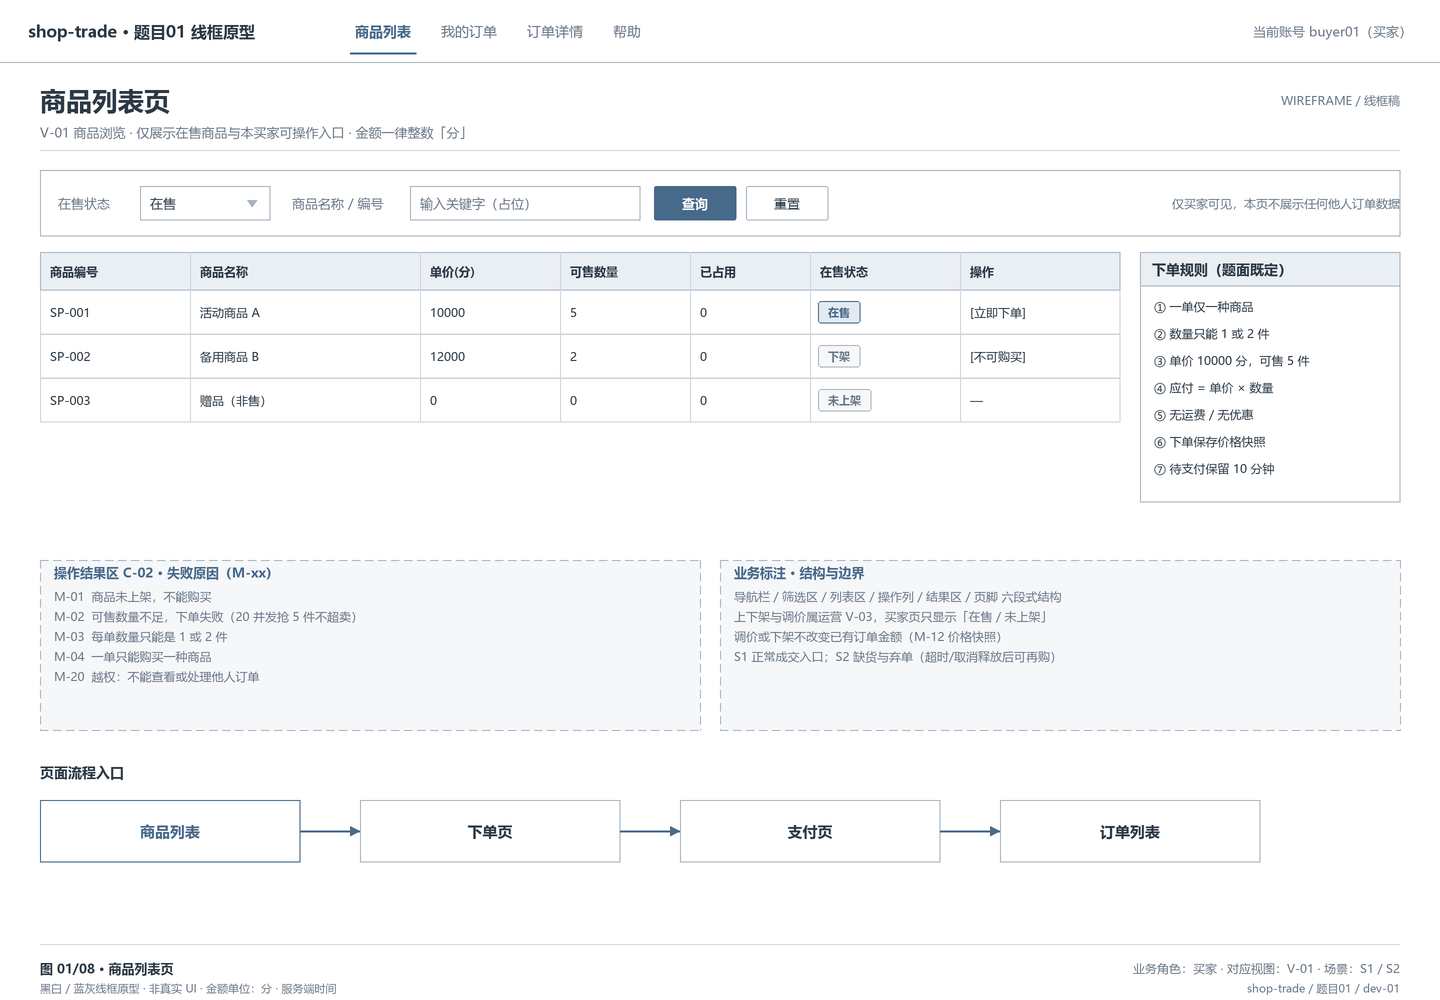 shop-trade • 题目01 线框原型
商品列表 我的订单 订单详情 帮助
当前账号 buyer01（买家）
商品列表页
WIREFRAME / 线框稿
V-01 商品浏览 · 仅展示在售商品与本买家可操作入口 · 金额一律整数「分」
在售状态 在售 商品名称 / 编号 输入关键字（占位） 查询 重置 仅买家可见，本页不展示任何他人订单数据
商品编号 商品名称 单价(分) 可售数量 已占用 在售状态 操作
SP-001 活动商品 A 10000 5 0 在售 [立即下单]
SP-002 备用商品 B 12000 2 0 下架 [不可购买]
SP-003 赠品（非售） 0 0 0 未上架 —
下单规则（题面既定）
① 一单仅一种商品
② 数量只能 1 或 2 件
③ 单价 10000 分，可售 5 件
④ 应付 = 单价 × 数量
⑤ 无运费 / 无优惠
⑥ 下单保存价格快照
⑦ 待支付保留 10 分钟
操作结果区 C-02 • 失败原因（M-xx）
M-01 商品未上架，不能购买
M-02 可售数量不足，下单失败（20 并发抢 5 件不超卖）
M-03 每单数量只能是 1 或 2 件
M-04 一单只能购买一种商品
M-20 越权：不能查看或处理他人订单
业务标注 • 结构与边界
导航栏 / 筛选区 / 列表区 / 操作列 / 结果区 / 页脚 六段式结构
上下架与调价属运营 V-03，买家页只显示「在售 / 未上架」
调价或下架不改变已有订单金额（M-12 价格快照）
S1 正常成交入口；S2 缺货与弃单（超时/取消释放后可再购）
页面流程入口
商品列表 下单页 支付页 订单列表
图 01/08 • 商品列表页
黑白 / 蓝灰线框原型 · 非真实 UI · 金额单位：分 · 服务端时间
业务角色：买家 · 对应视图：V-01 · 场景：S1 / S2
shop-trade / 题目01 / dev-01